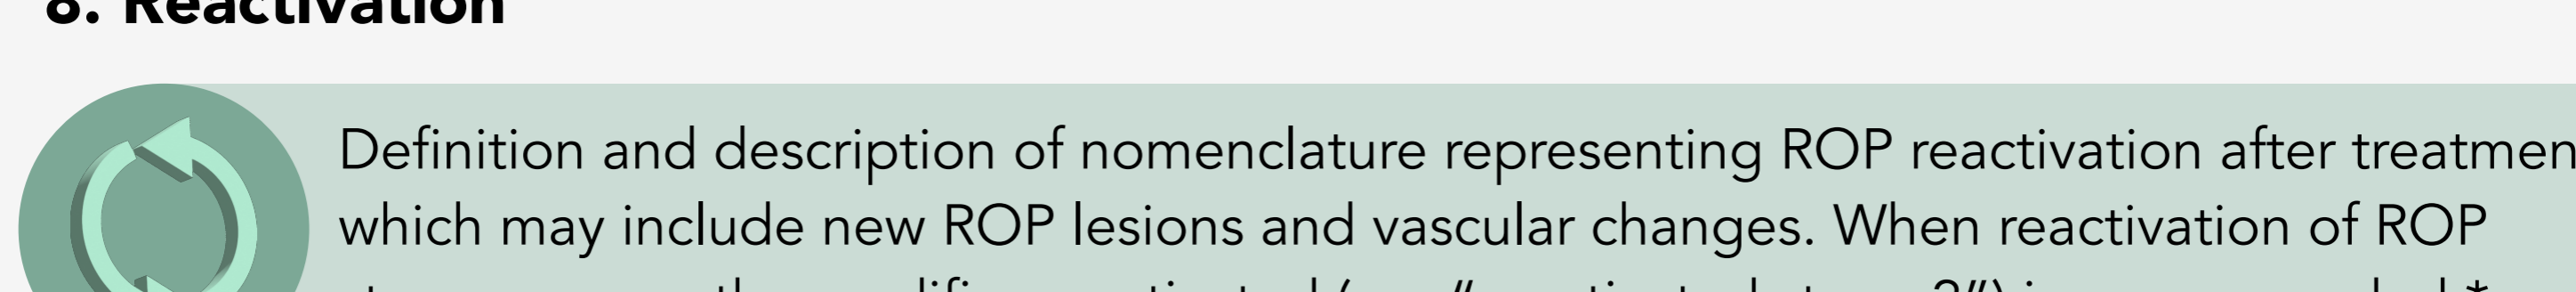 8. Reactivation
Definition and description of nomenclature representing ROP reactivation after treatmen
which may include new ROP lesions and vascular changes. When reactivation of ROP